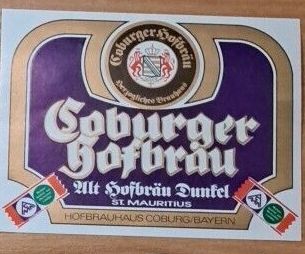 Coburger Hofbräu
Herzogliches Brauhaus
Coburger
Hofbräu
Alt Hofbräu Dunkel
ST. MAURITIUS
HOFBRAUHAUS COBURG/BAYERN